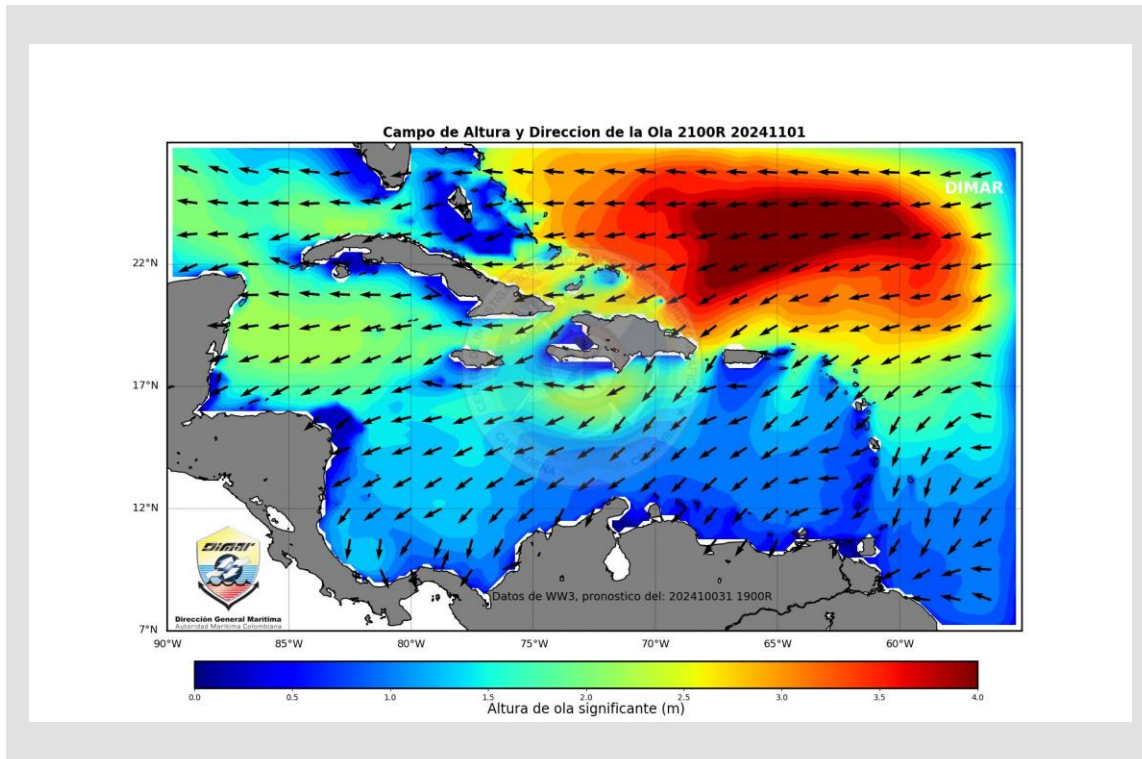 Campo de Altura y Direccion de la Ola 2100R 20241101
DIMAR
22°N
17°N
12°N
7°N
DIMAR
Dirección General Marítima
Autoridad Marítima Colombiana
Datos de WW3, pronostico del: 202410031 1900R
90°W 85°W 80°W 75°W 70°W 65°W 60°W
0.0 0.5 1.0 1.5 2.0 2.5 3.0 3.5 4.0
Altura de ola significante (m)